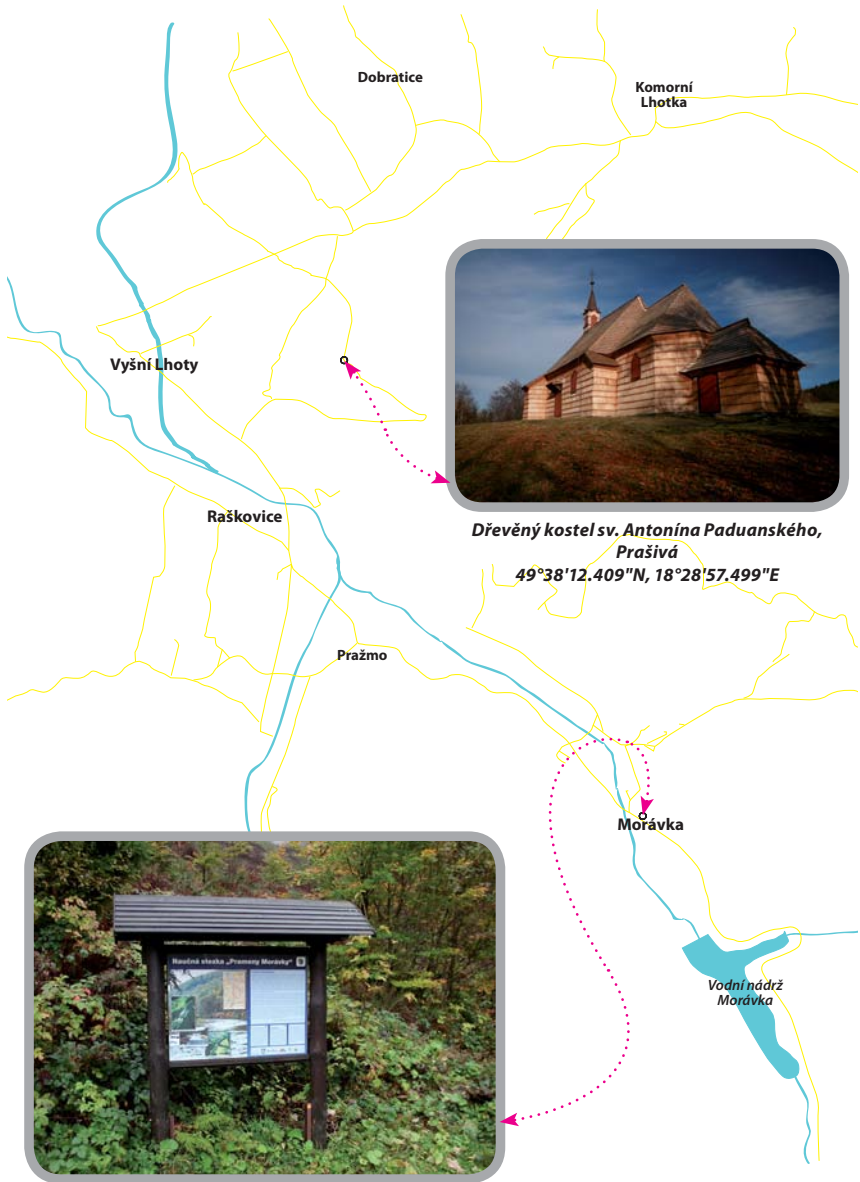 Dobratice
Komorní
Lhotka
Vyšní Lhoty
Raškovice
Dřevěný kostel sv. Antonína Paduanského,
Prašivá
49°38'12.409"N, 18°28'57.499"E
Pražmo
Morávka
Naučná stezka „Prameny Morávky" 9
Vodní nádrž
Morávka